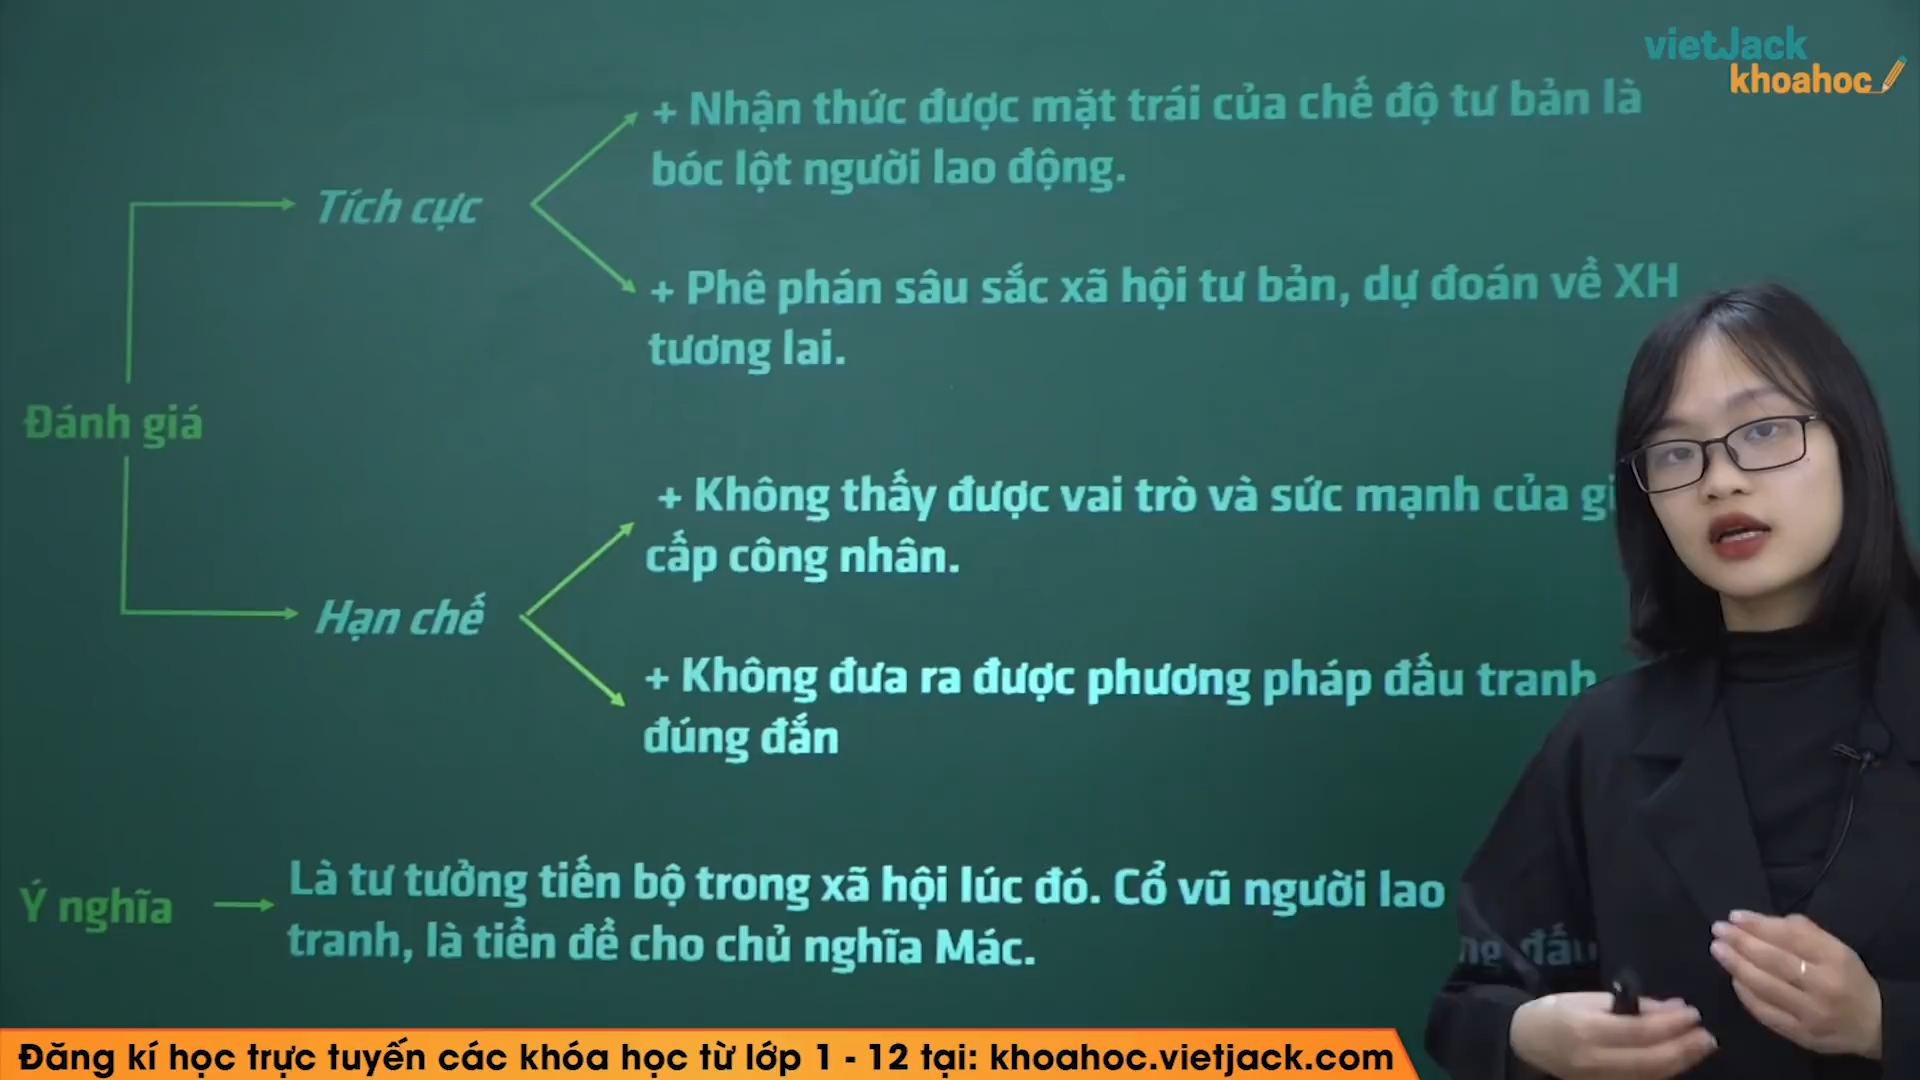 vietJack
khoahoc
+ Nhận thức được mặt trái của chế độ tư bản là
bóc lột người lao động.
Tích cực
+ Phê phán sâu sắc xã hội tư bản, dự đoán về XH
tương lai.
Đánh giá
+ Không thấy được vai trò và sức mạnh của gi
cấp công nhân.
Hạn chế
+ Không đưa ra được phương pháp đấu tranh
đúng đắn
Ý nghĩa
Là tư tưởng tiến bộ trong xã hội lúc đó. Cổ vũ người lao
ng đấu
tranh, là tiền đề cho chủ nghĩa Mác.
Đăng kí học trực tuyến các khóa học từ lớp 1 - 12 tại: khoahoc.vietjack.com